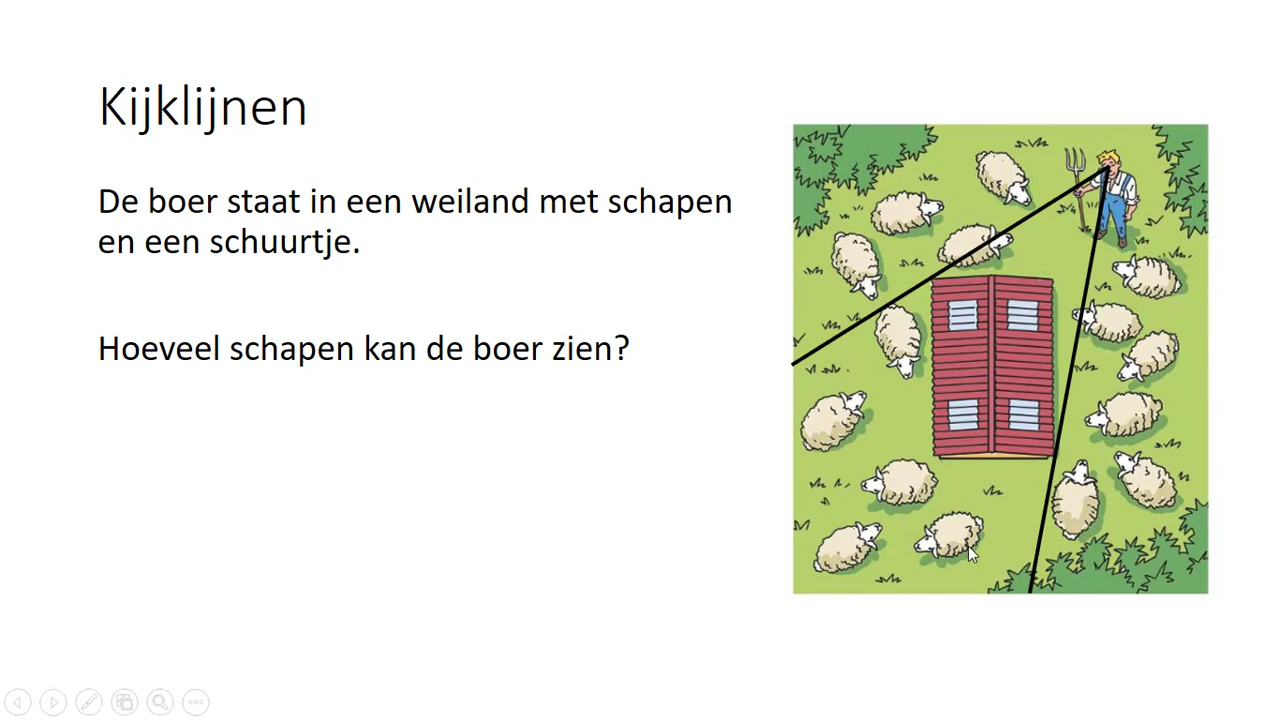 Kijklijnen
De boer staat in een weiland met schapen
en een schuurtje.
Hoeveel schapen kan de boer zien?